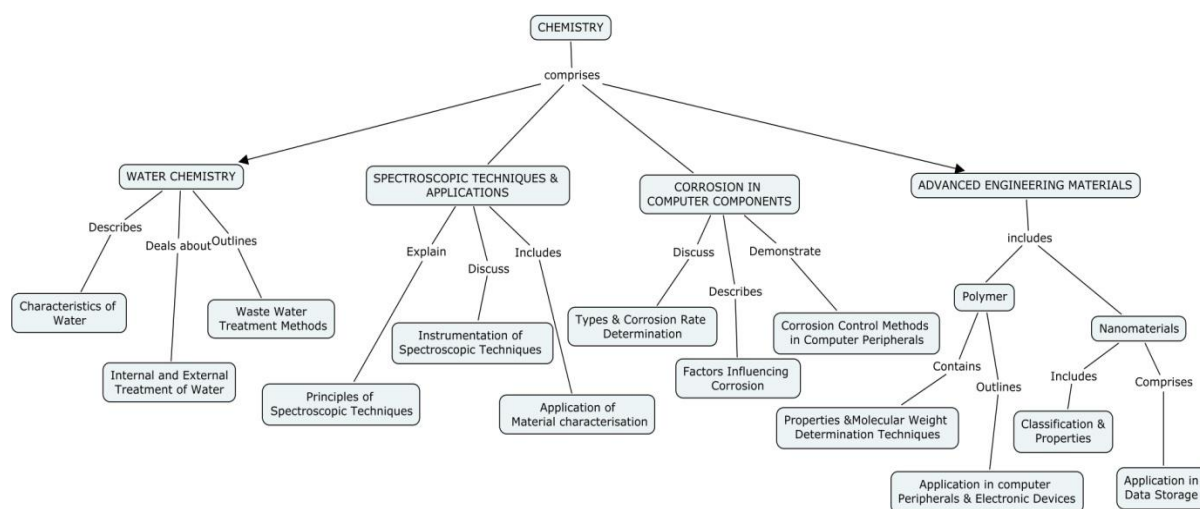 CHEMISTRY
comprises
WATER CHEMISTRY
SPECTROSCOPIC TECHNIQUES &
APPLICATIONS
CORROSION IN
COMPUTER COMPONENTS
ADVANCED ENGINEERING MATERIALS
Describes
Deals about
Outlines
Characteristics of
Water
Internal and External
Treatment of Water
Waste Water
Treatment Methods
Explain
Discuss
Includes
Principles of
Spectroscopic Techniques
Instrumentation of
Spectroscopic Techniques
Application of
Material characterisation
Discuss
Describes
Demonstrate
Types & Corrosion Rate
Determination
Factors Influencing
Corrosion
Corrosion Control Methods
in Computer Peripherals
includes
Polymer
Nanomaterials
Contains
Outlines
Properties &Molecular Weight
Determination Techniques
Application in computer
Peripherals & Electronic Devices
Includes
Comprises
Classification &
Properties
Application in
Data Storage